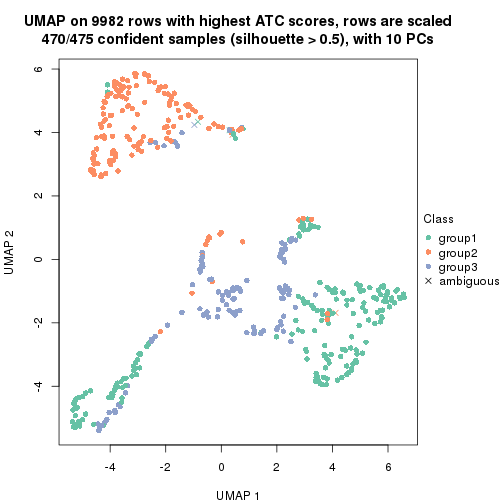 UMAP on 9982 rows with highest ATC scores, rows are scaled
470/475 confident samples (silhouette > 0.5), with 10 PCs
6
4
2
0
-2
-4
UMAP 2
-4 -2 0 2 4 6
UMAP 1
Class
group1
group2
group3
ambiguous